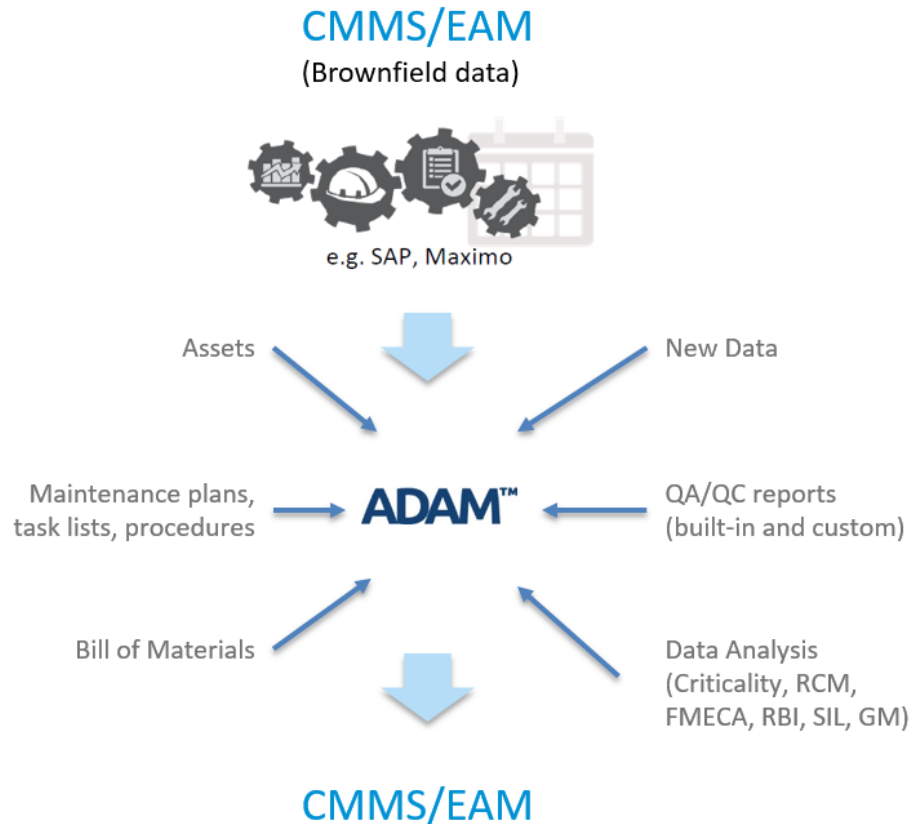 CMMS/EAM
(Brownfield data)
e.g. SAP, Maximo
Assets
New Data
Maintenance plans,
task lists, procedures
ADAM™
QA/QC reports
(built-in and custom)
Bill of Materials
Data Analysis
(Criticality, RCM,
FMECA, RBI, SIL, GM)
CMMS/EAM